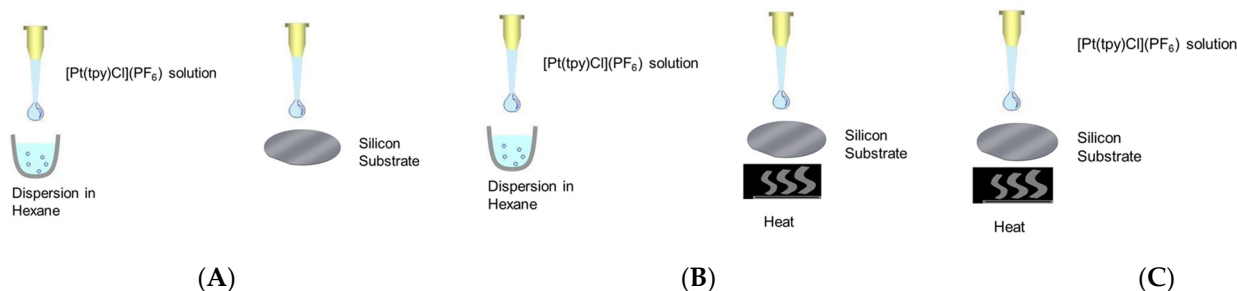 [Pt(tpy)Cl](PF₆) solution
Dispersion in
Hexane
Silicon
Substrate
(A)
[Pt(tpy)Cl](PF₆) solution
Dispersion in
Hexane
Silicon
Substrate
Heat
(B)
[Pt(tpy)Cl](PF₆) solution
Silicon
Substrate
Heat
(C)